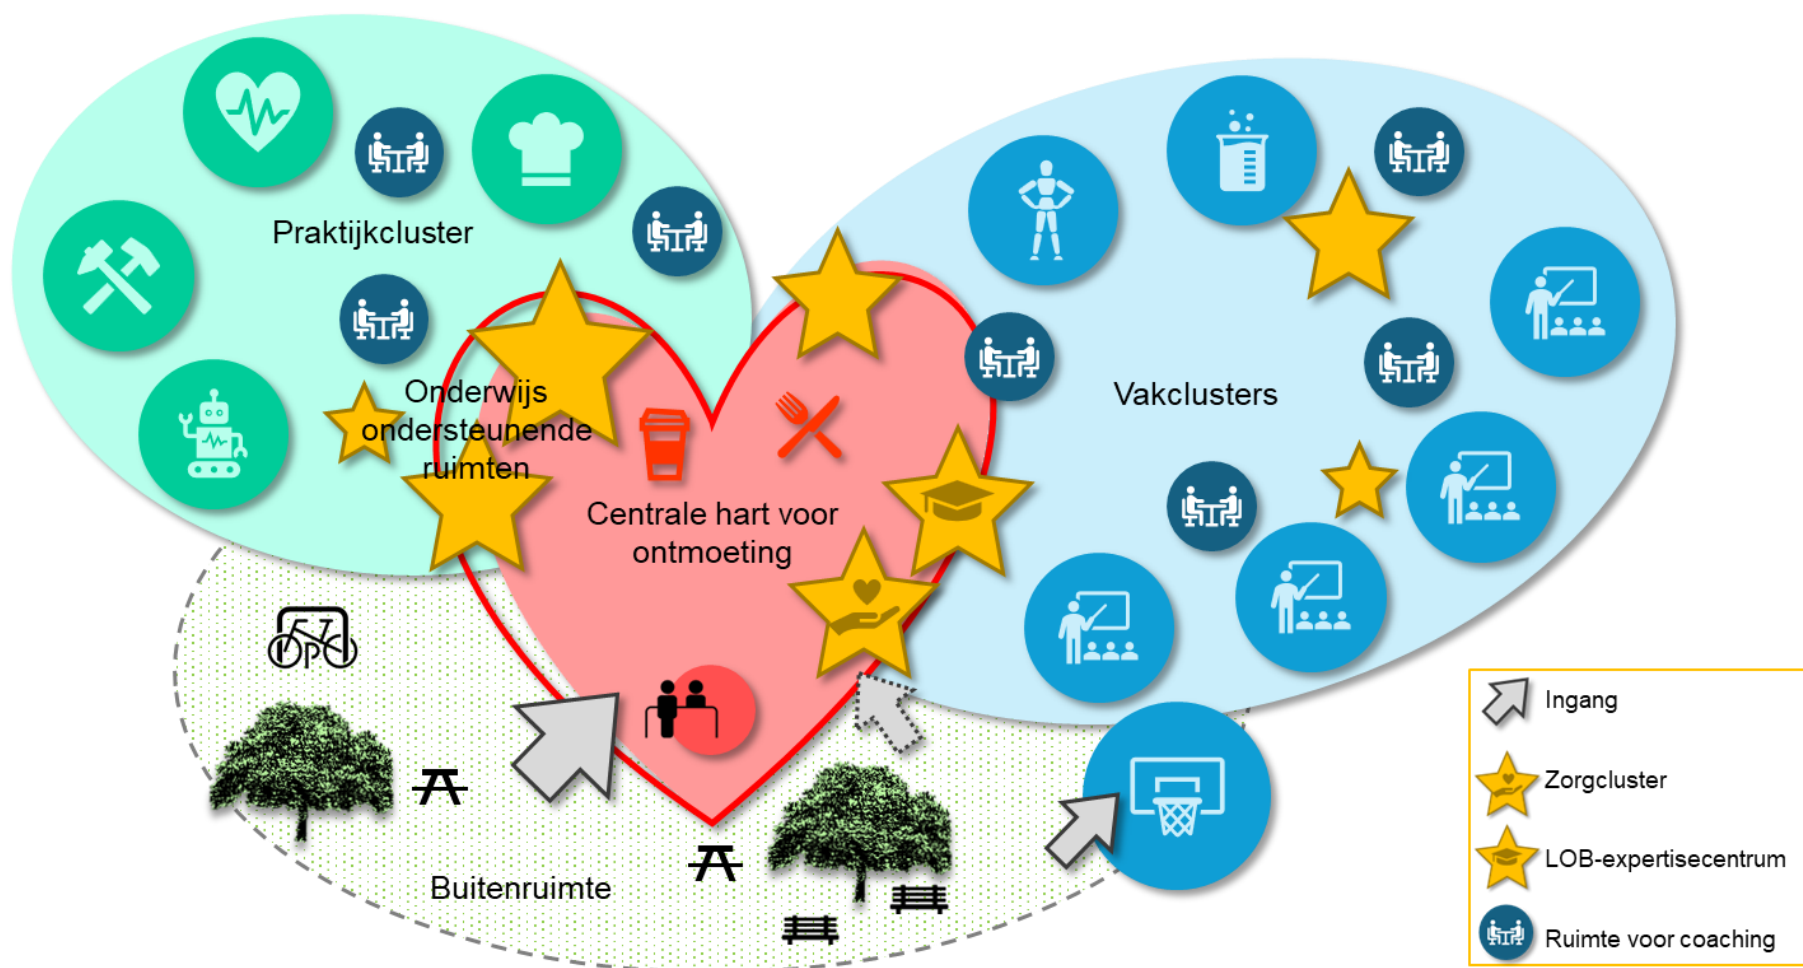 Praktijkcluster
Onderwijs
ondersteunende
ruimten
Centrale hart voor
ontmoeting
Vakclusters
Buitenruimte
Ingang
Zorgcluster
LOB-expertisecentrum
Ruimte voor coaching